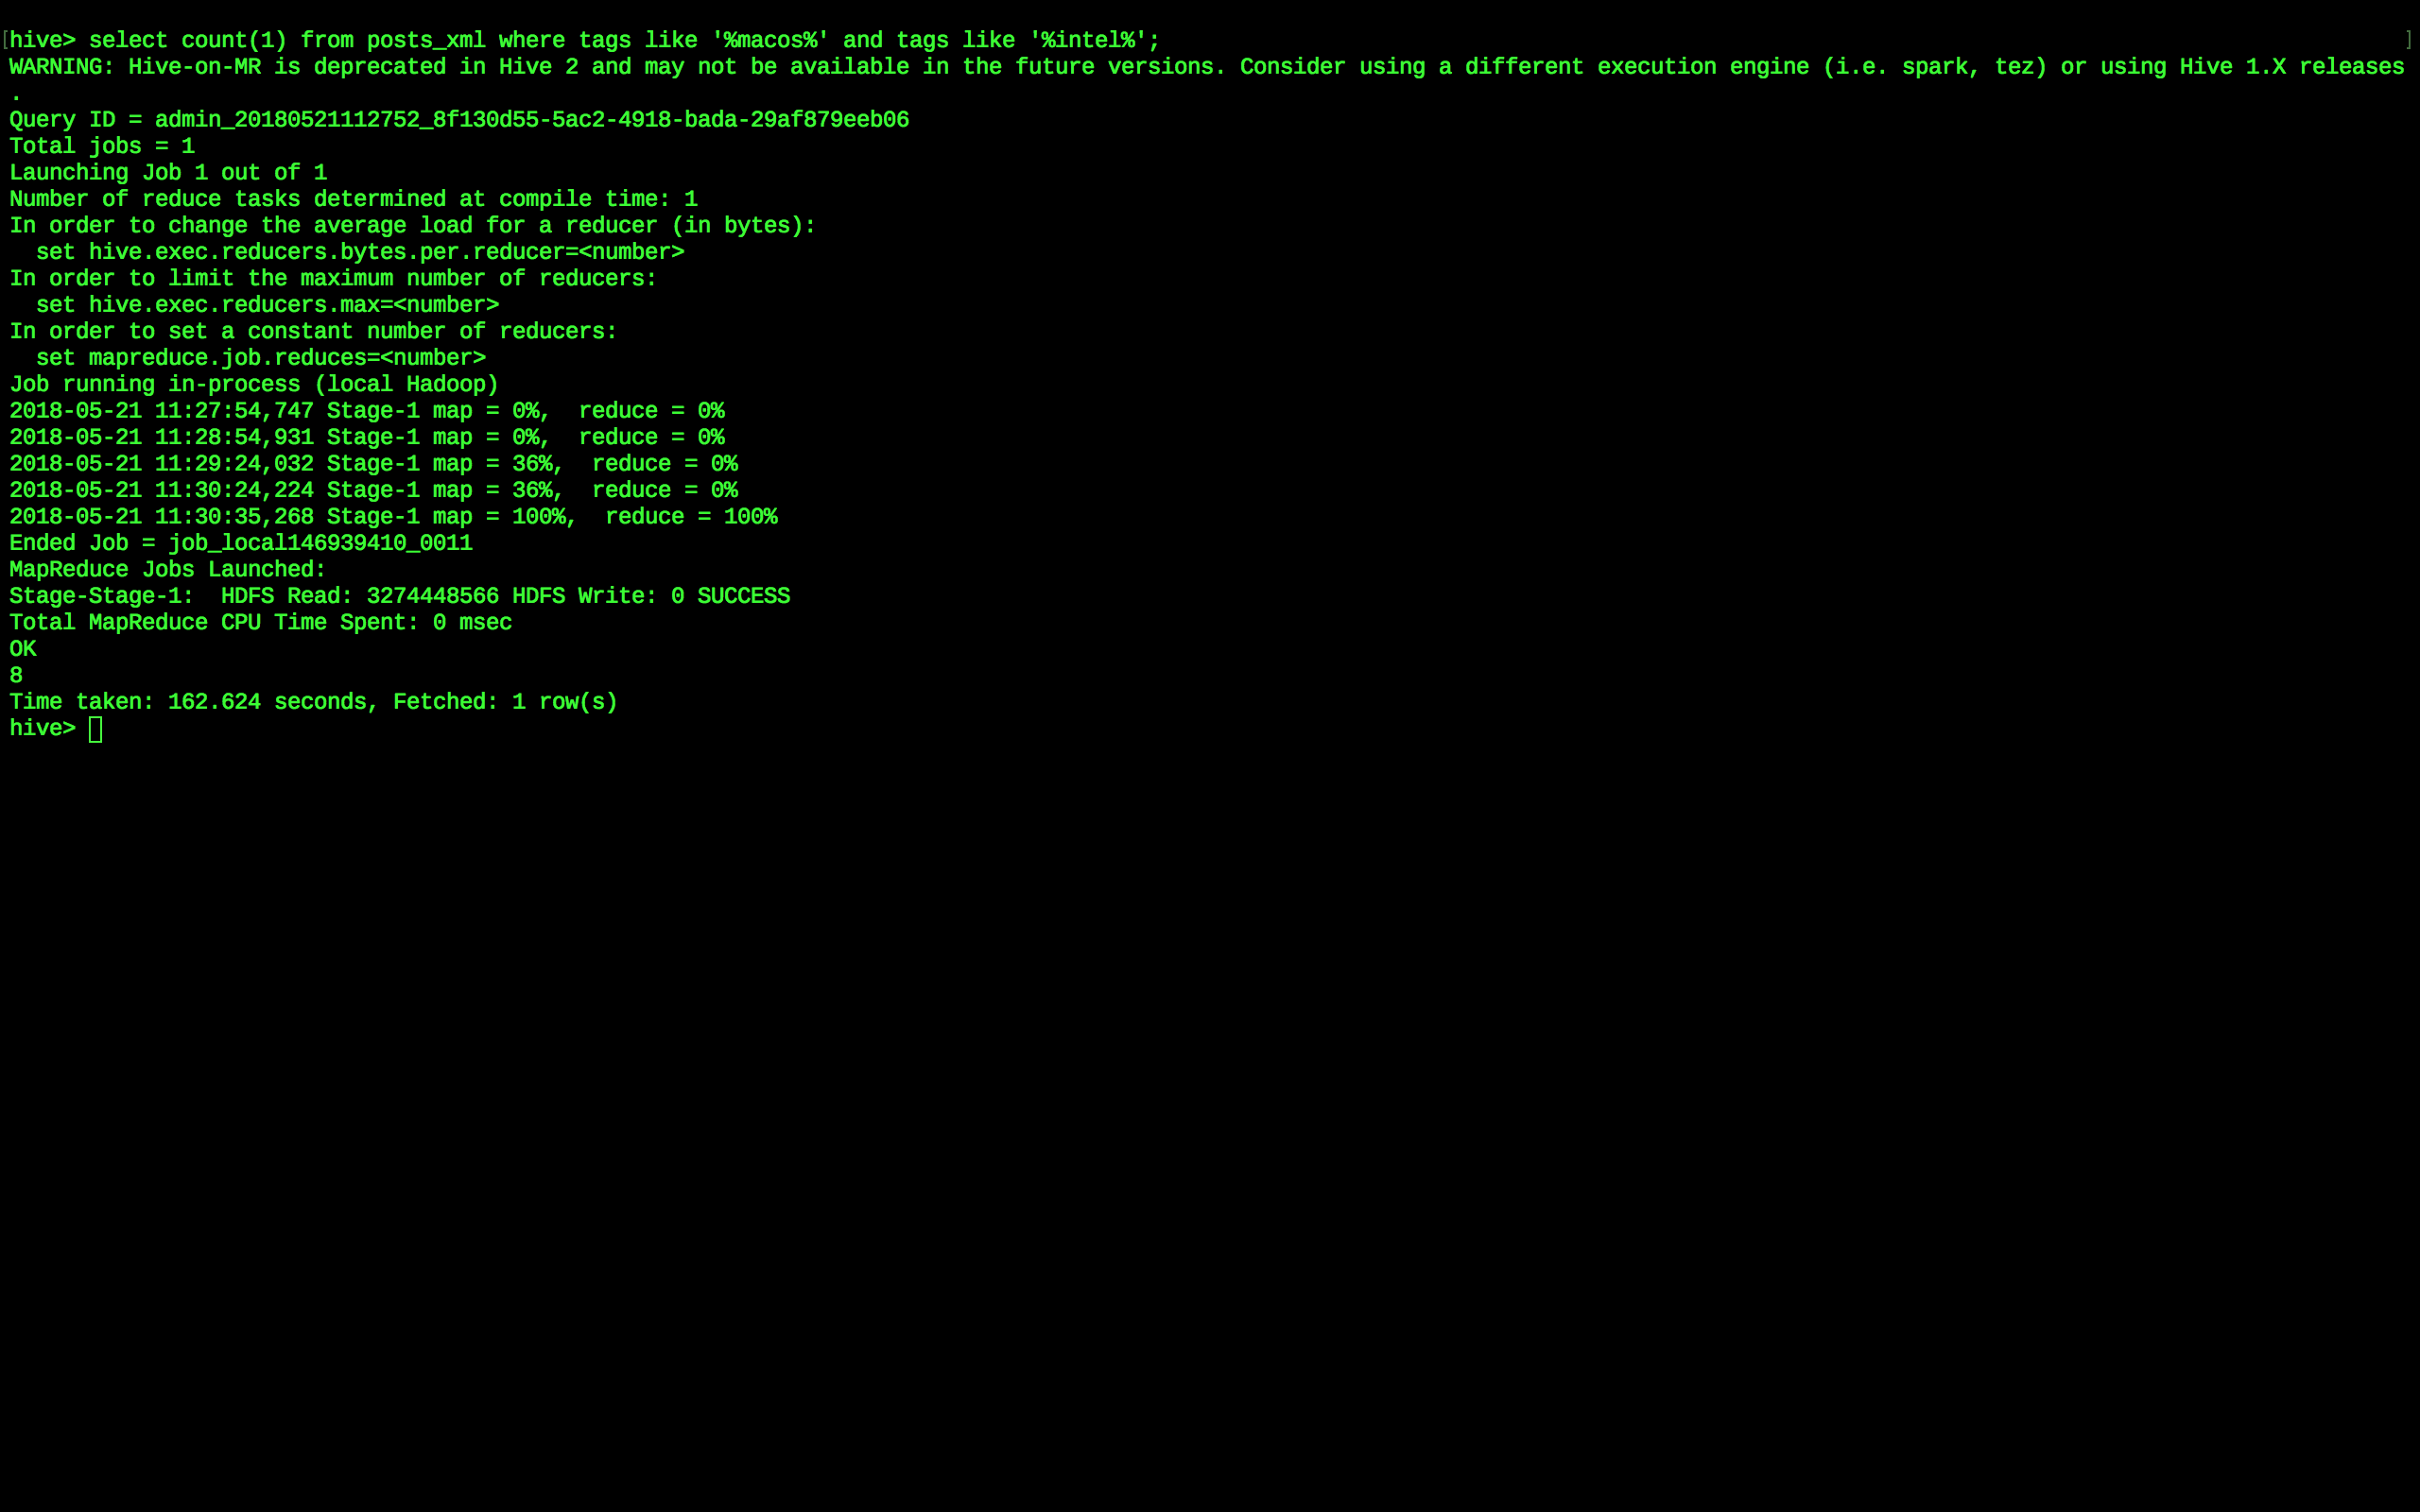 [hive> select count(1) from posts_xml where tags like '%macos%' and tags like '%intel%'; ]
WARNING: Hive-on-MR is deprecated in Hive 2 and may not be available in the future versions. Consider using a different execution engine (i.e. spark, tez) or using Hive 1.X releases
.
Query ID = admin_20180521112752_8f130d55-5ac2-4918-bada-29af879eeb06
Total jobs = 1
Launching Job 1 out of 1
Number of reduce tasks determined at compile time: 1
In order to change the average load for a reducer (in bytes):
  set hive.exec.reducers.bytes.per.reducer=<number>
In order to limit the maximum number of reducers:
  set hive.exec.reducers.max=<number>
In order to set a constant number of reducers:
  set mapreduce.job.reduces=<number>
Job running in-process (local Hadoop)
2018-05-21 11:27:54,747 Stage-1 map = 0%,  reduce = 0%
2018-05-21 11:28:54,931 Stage-1 map = 0%,  reduce = 0%
2018-05-21 11:29:24,032 Stage-1 map = 36%,  reduce = 0%
2018-05-21 11:30:24,224 Stage-1 map = 36%,  reduce = 0%
2018-05-21 11:30:35,268 Stage-1 map = 100%,  reduce = 100%
Ended Job = job_local146939410_0011
MapReduce Jobs Launched:
Stage-Stage-1:  HDFS Read: 3274448566 HDFS Write: 0 SUCCESS
Total MapReduce CPU Time Spent: 0 msec
OK
8
Time taken: 162.624 seconds, Fetched: 1 row(s)
hive>